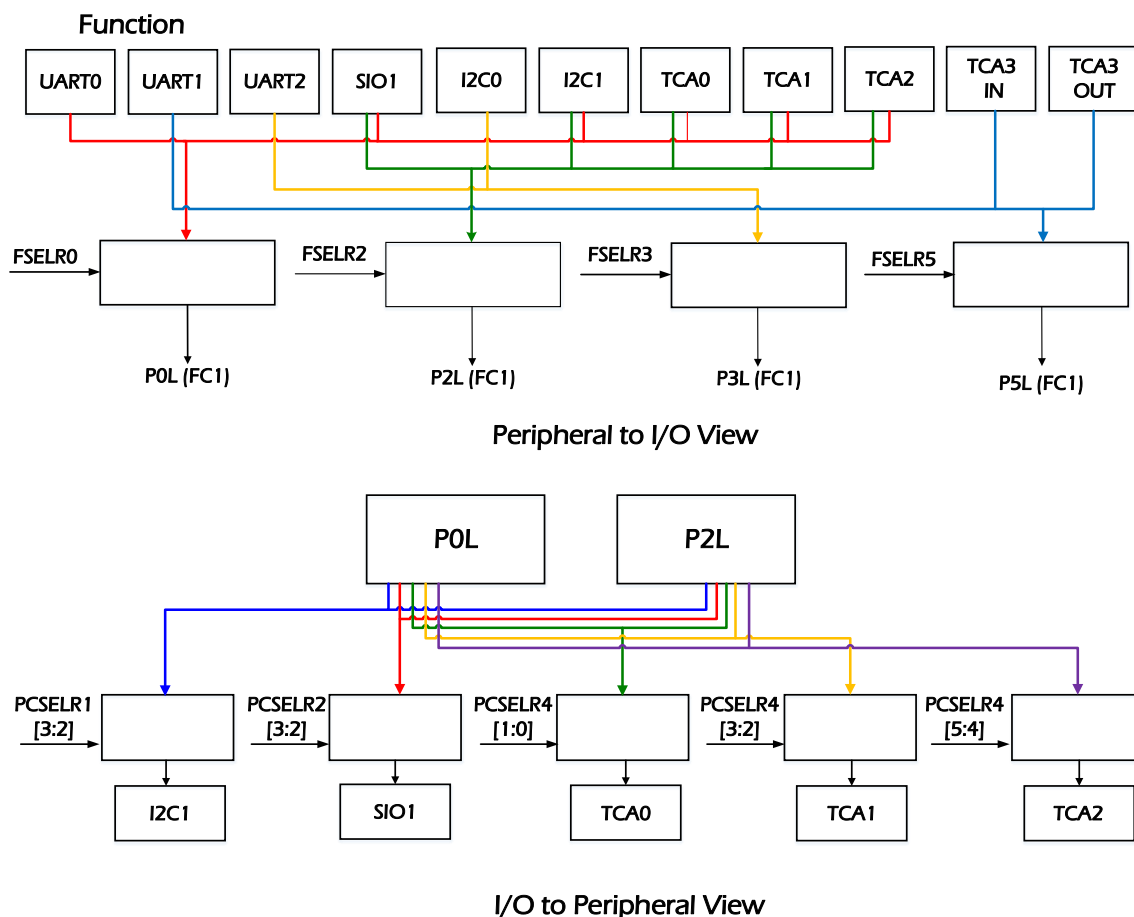 Function
UART0 UART1 UART2 SIO1 I2C0 I2C1 TCA0 TCA1 TCA2 TCA3 IN TCA3 OUT
FSELR0 FSELR2 FSELR3 FSELR5
P0L (FC1) P2L (FC1) P3L (FC1) P5L (FC1)
Peripheral to I/O View
P0L P2L
PCSELR1 [3:2] PCSELR2 [3:2] PCSELR4 [1:0] PCSELR4 [3:2] PCSELR4 [5:4]
I2C1 SIO1 TCA0 TCA1 TCA2
I/O to Peripheral View